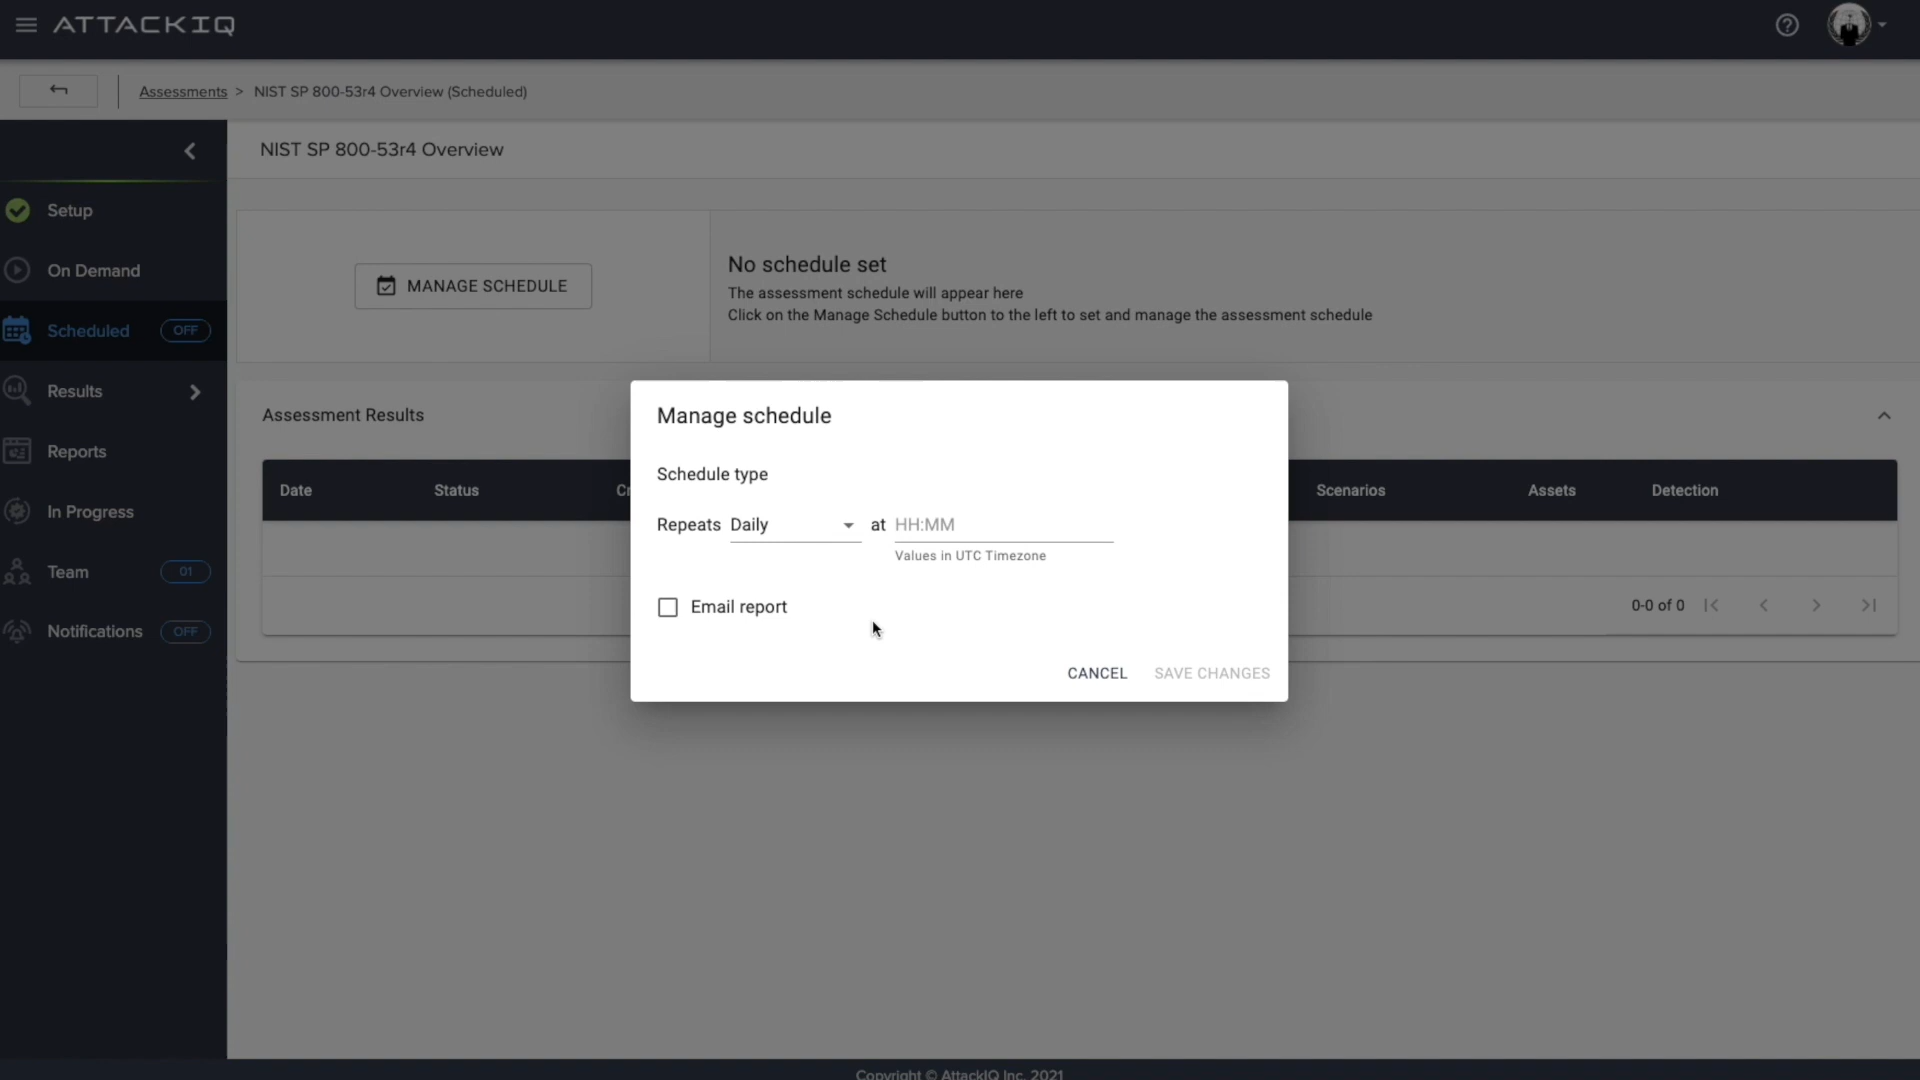 ATTACKIQ
Assessments > NIST SP 800-53r4 Overview (Scheduled)
NIST SP 800-53r4 Overview
Setup
On Demand
Scheduled OFF
Results
Reports
In Progress
Team 01
Notifications OFF
MANAGE SCHEDULE
No schedule set
The assessment schedule will appear here
Click on the Manage Schedule button to the left to set and manage the assessment schedule
Assessment Results
Date Status Scenarios Assets Detection
0-0 of 0
Manage schedule
Schedule type
Repeats Daily at HH:MM
Values in UTC Timezone
Email report
CANCEL SAVE CHANGES
Copyright © AttackIQ Inc. 2021